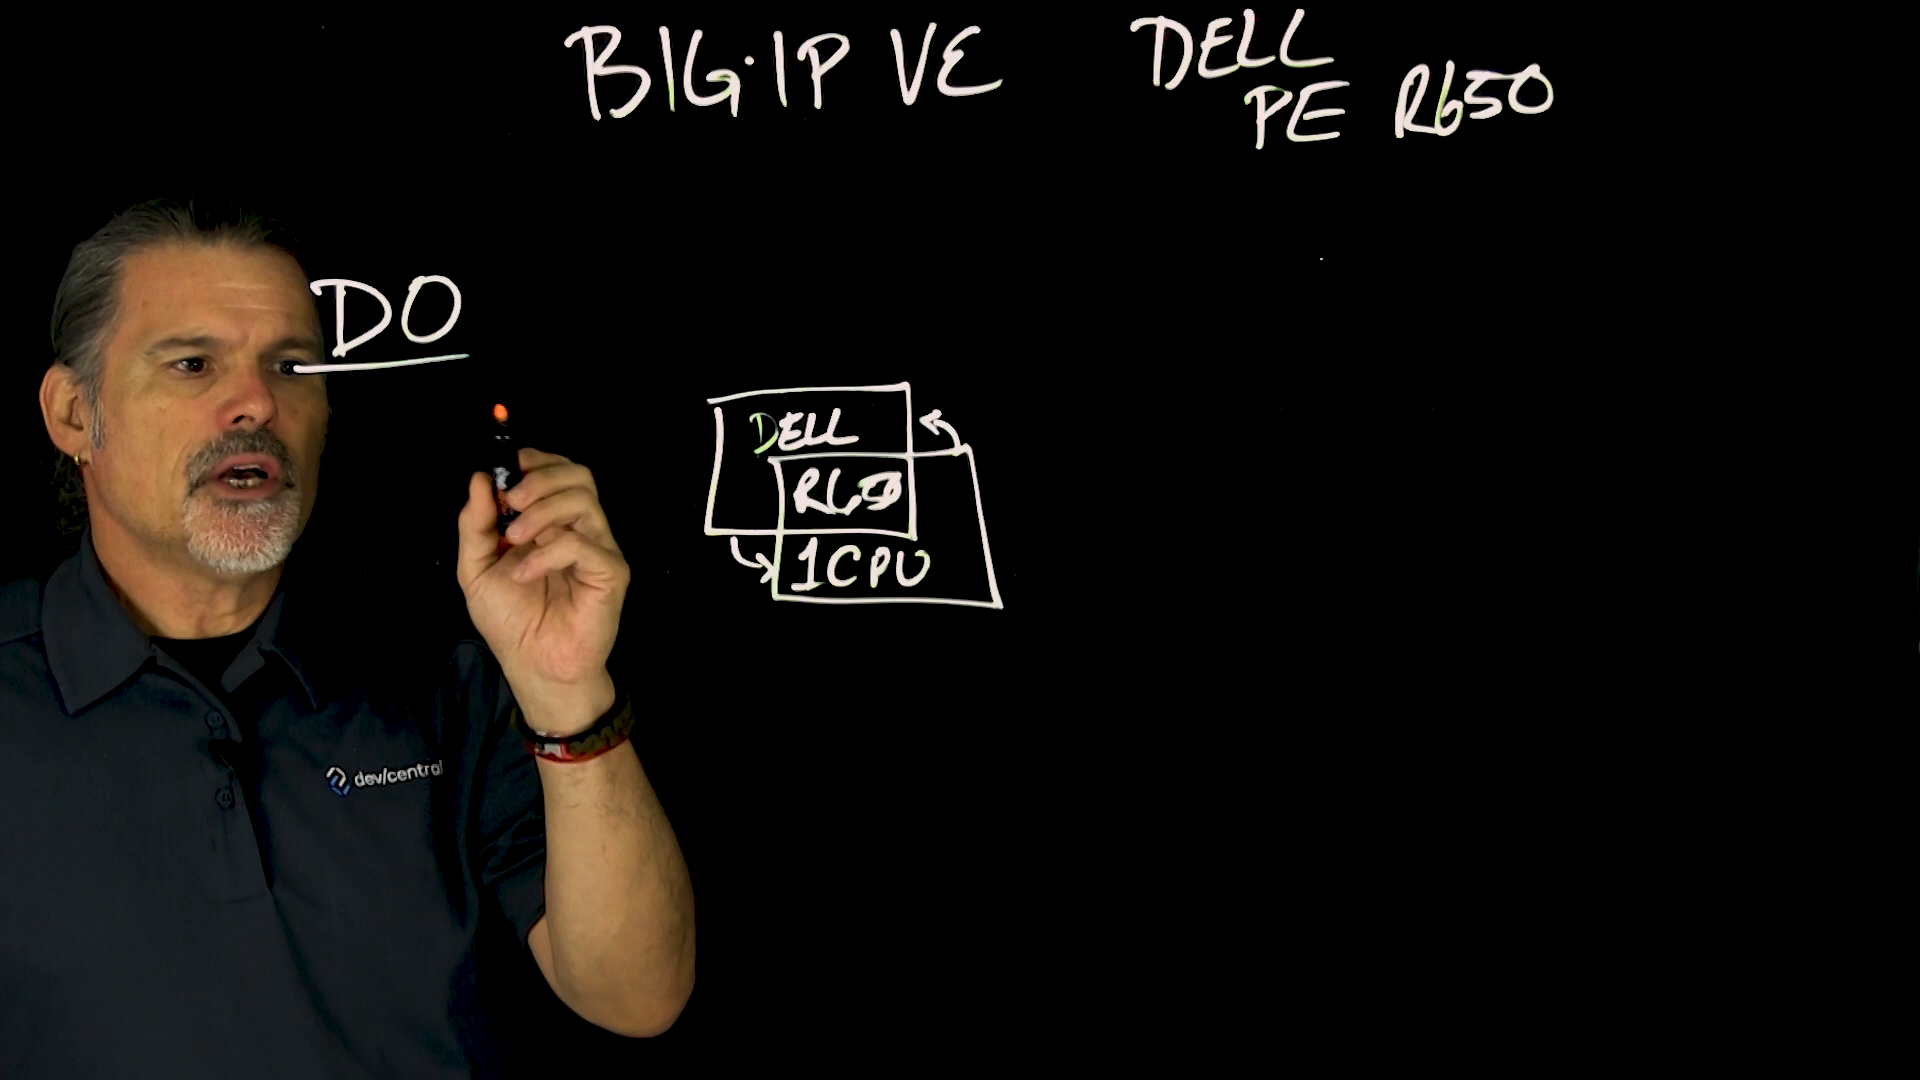 BIG-IP VE
DELL
PE R650
DO
DELL
R650
1CPU
dev/central